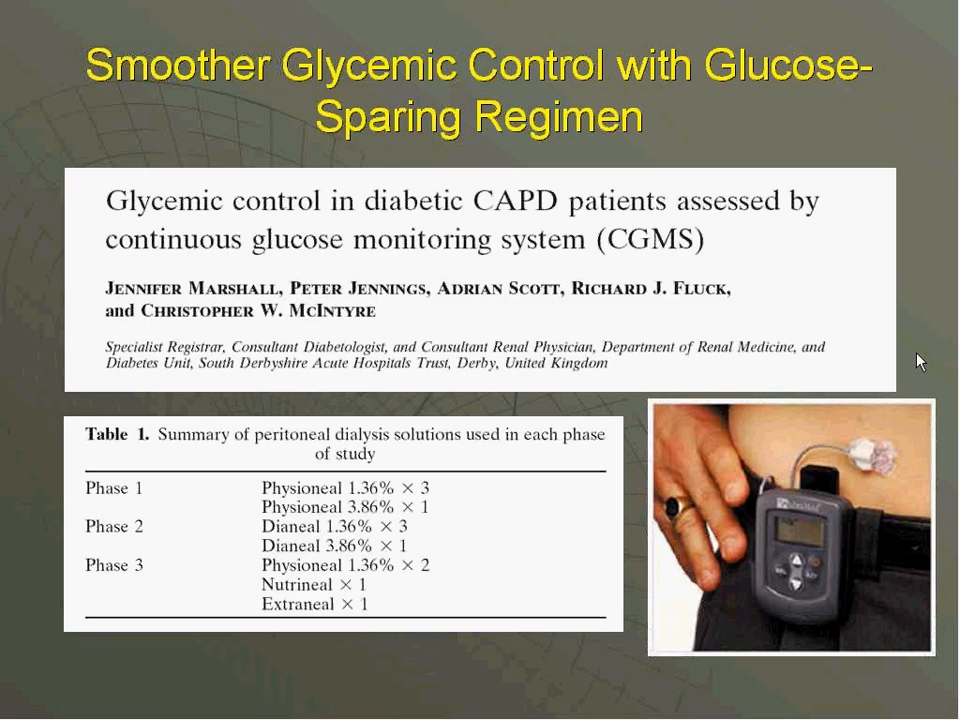 Smoother Glycemic Control with Glucose-
Sparing Regimen
Glycemic control in diabetic CAPD patients assessed by
continuous glucose monitoring system (CGMS)
JENNIFER MARSHALL, PETER JENNINGS, ADRIAN SCOTT, RICHARD J. FLUCK,
and CHRISTOPHER W. MCINTYRE
Specialist Registrar, Consultant Diabetologist, and Consultant Renal Physician, Department of Renal Medicine, and
Diabetes Unit, South Derbyshire Acute Hospitals Trust, Derby, United Kingdom
Table 1. Summary of peritoneal dialysis solutions used in each phase
of study
Phase 1 Physioneal 1.36% × 3
Physioneal 3.86% × 1
Phase 2 Dianeal 1.36% × 3
Dianeal 3.86% × 1
Phase 3 Physioneal 1.36% × 2
Nutrineal × 1
Extraneal × 1